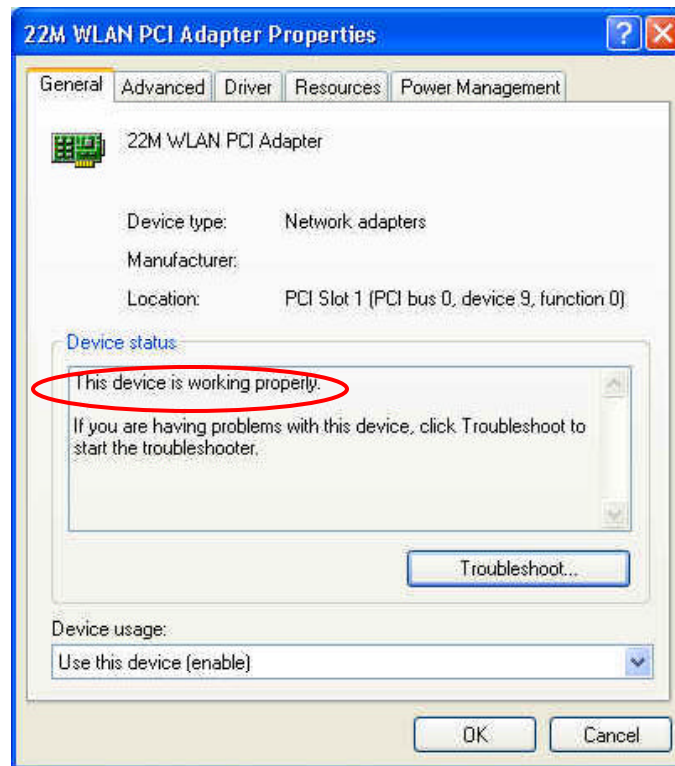 22M WLAN PCI Adapter Properties
General Advanced Driver Resources Power Management
22M WLAN PCI Adapter
Device type: Network adapters
Manufacturer:
Location: PCI Slot 1 (PCI bus 0, device 9, function 0)
Device status
This device is working properly.
If you are having problems with this device, click Troubleshoot to
start the troubleshooter.
Troubleshoot...
Device usage:
Use this device (enable)
OK Cancel